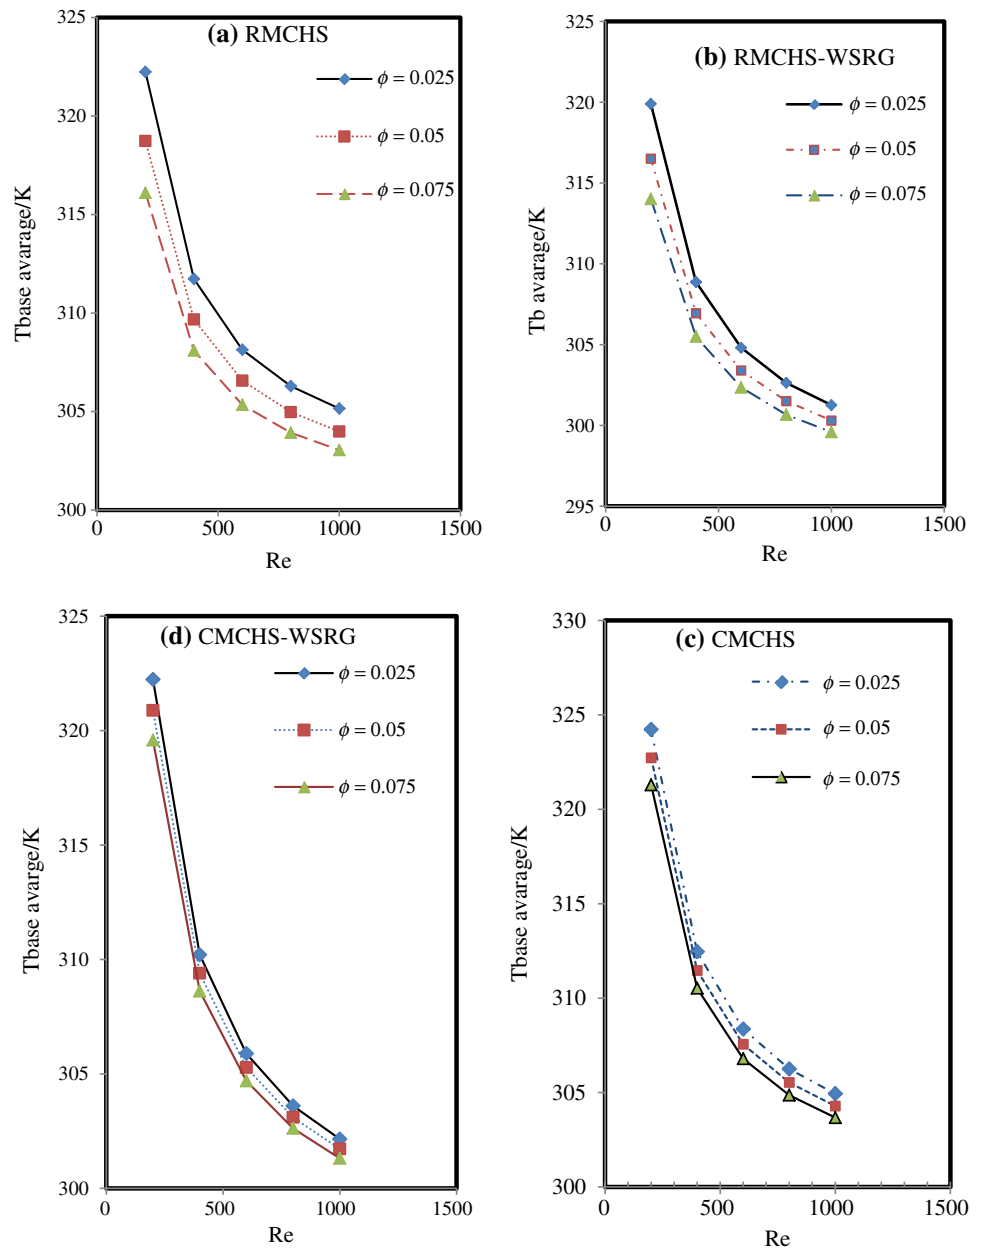 (a) RMCHS
325
320
315
310
305
300
0
500
1000
1500
Tbase avarage/K
Re
ϕ = 0.025
ϕ = 0.05
ϕ = 0.075
(b) RMCHS-WSRG
325
320
315
310
305
300
295
0
500
1000
1500
Tb avarage/K
Re
ϕ = 0.025
ϕ = 0.05
ϕ = 0.075
(d) CMCHS-WSRG
325
320
315
310
305
300
0
500
1000
1500
Tbase avarge/K
Re
ϕ = 0.025
ϕ = 0.05
ϕ = 0.075
(c) CMCHS
330
325
320
315
310
305
300
0
500
1000
1500
Tbase avarage/K
Re
ϕ = 0.025
ϕ = 0.05
ϕ = 0.075